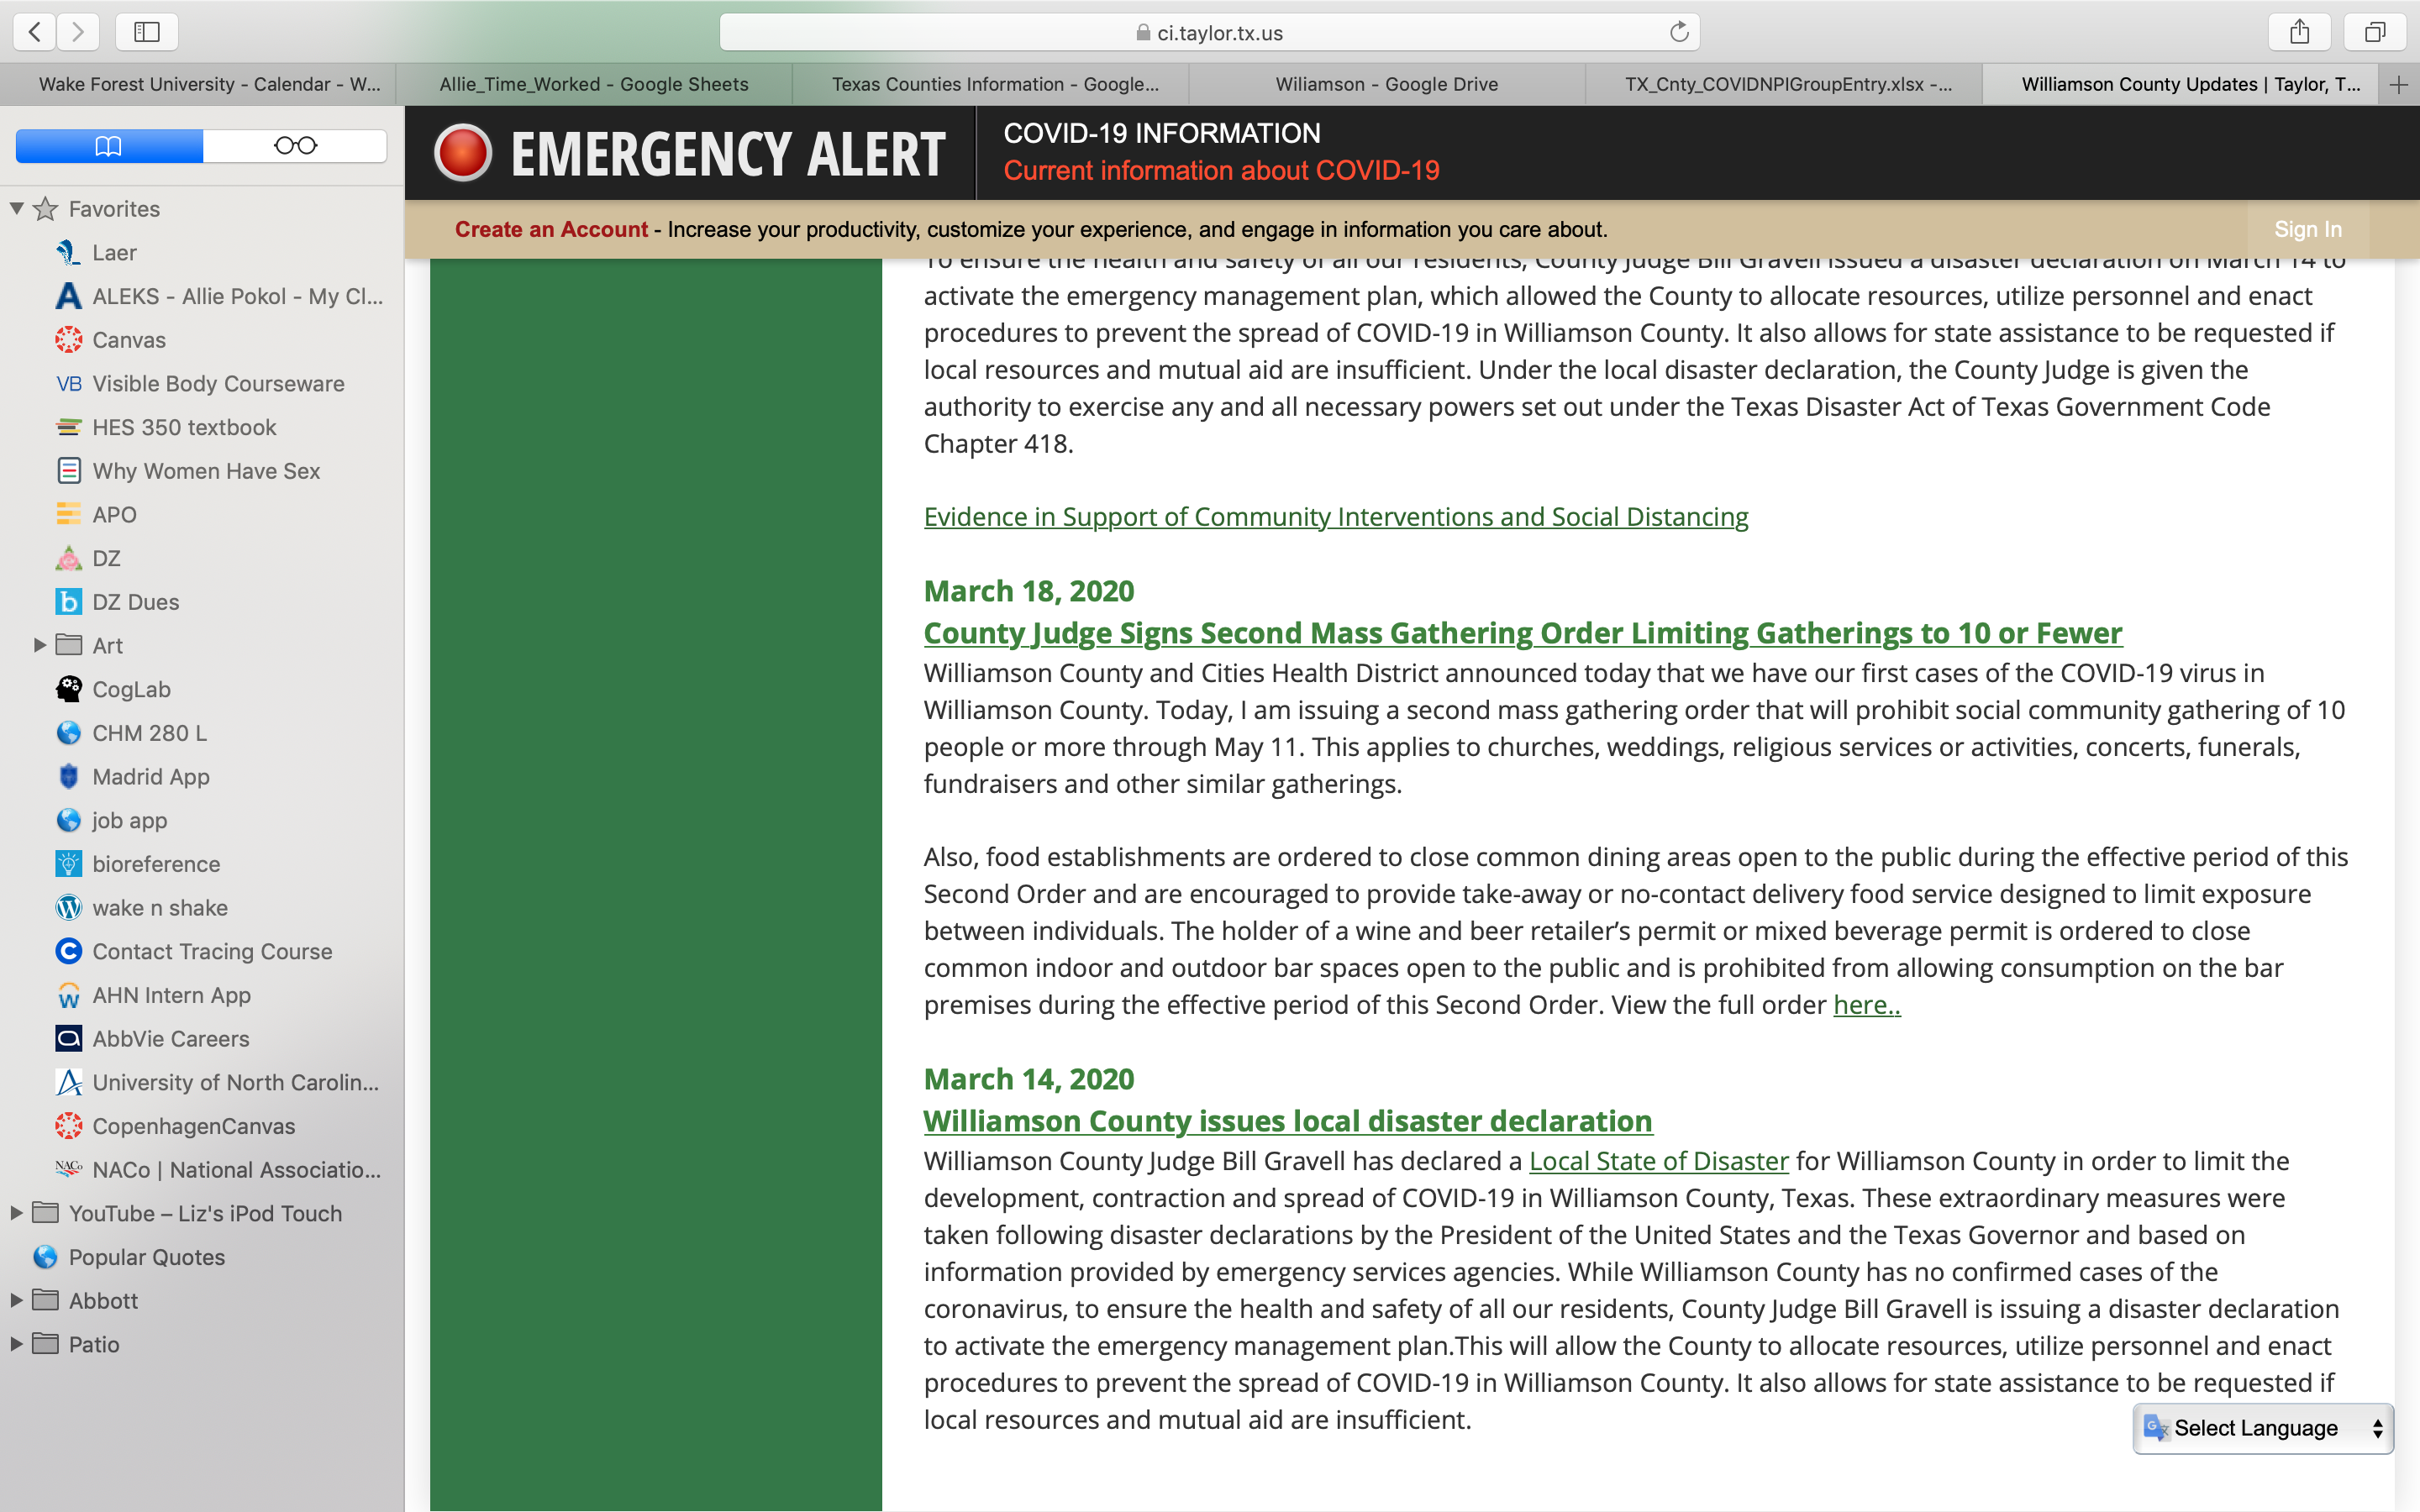 ci.taylor.tx.us
Wake Forest University - Calendar - W...
Allie_Time_Worked - Google Sheets
Texas Counties Information - Google...
Wiliamson - Google Drive
TX_Cnty_COVIDNPIGroupEntry.xlsx -...
Williamson County Updates | Taylor, T...
Favorites
Laer
ALEKS - Allie Pokol - My Cl...
Canvas
VB Visible Body Courseware
HES 350 textbook
Why Women Have Sex
APO
DZ
DZ Dues
Art
CogLab
CHM 280 L
Madrid App
job app
bioreference
wake n shake
Contact Tracing Course
AHN Intern App
AbbVie Careers
University of North Carolin...
CopenhagenCanvas
NACo NACo | National Associatio...
YouTube – Liz's iPod Touch
Popular Quotes
Abbott
Patio
EMERGENCY ALERT
COVID-19 INFORMATION
Current information about COVID-19
Create an Account - Increase your productivity, customize your experience, and engage in information you care about.
Sign In
To ensure the health and safety of all our residents, County Judge Bill Gravell issued a disaster declaration on March 14 to
activate the emergency management plan, which allowed the County to allocate resources, utilize personnel and enact
procedures to prevent the spread of COVID-19 in Williamson County. It also allows for state assistance to be requested if
local resources and mutual aid are insufficient. Under the local disaster declaration, the County Judge is given the
authority to exercise any and all necessary powers set out under the Texas Disaster Act of Texas Government Code
Chapter 418.
Evidence in Support of Community Interventions and Social Distancing
March 18, 2020
County Judge Signs Second Mass Gathering Order Limiting Gatherings to 10 or Fewer
Williamson County and Cities Health District announced today that we have our first cases of the COVID-19 virus in
Williamson County. Today, I am issuing a second mass gathering order that will prohibit social community gathering of 10
people or more through May 11. This applies to churches, weddings, religious services or activities, concerts, funerals,
fundraisers and other similar gatherings.
Also, food establishments are ordered to close common dining areas open to the public during the effective period of this
Second Order and are encouraged to provide take-away or no-contact delivery food service designed to limit exposure
between individuals. The holder of a wine and beer retailer’s permit or mixed beverage permit is ordered to close
common indoor and outdoor bar spaces open to the public and is prohibited from allowing consumption on the bar
premises during the effective period of this Second Order. View the full order here..
March 14, 2020
Williamson County issues local disaster declaration
Williamson County Judge Bill Gravell has declared a Local State of Disaster for Williamson County in order to limit the
development, contraction and spread of COVID-19 in Williamson County, Texas. These extraordinary measures were
taken following disaster declarations by the President of the United States and the Texas Governor and based on
information provided by emergency services agencies. While Williamson County has no confirmed cases of the
coronavirus, to ensure the health and safety of all our residents, County Judge Bill Gravell is issuing a disaster declaration
to activate the emergency management plan.This will allow the County to allocate resources, utilize personnel and enact
procedures to prevent the spread of COVID-19 in Williamson County. It also allows for state assistance to be requested if
local resources and mutual aid are insufficient.
Select Language